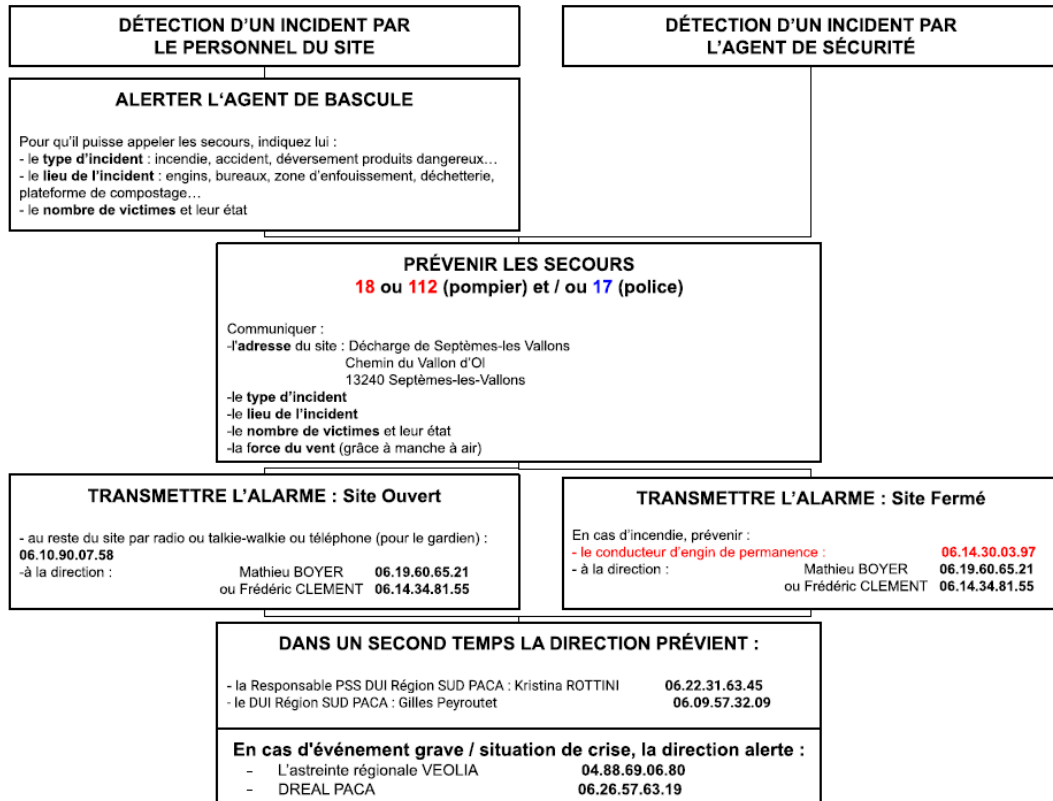 DÉTECTION D'UN INCIDENT PAR
LE PERSONNEL DU SITE
DÉTECTION D'UN INCIDENT PAR
L'AGENT DE SÉCURITÉ
ALERTER L'AGENT DE BASCULE
Pour qu'il puisse appeler les secours, indiquez lui :
- le type d'incident : incendie, accident, déversement produits dangereux…
- le lieu de l'incident : engins, bureaux, zone d'enfouissement, déchetterie,
plateforme de compostage…
- le nombre de victimes et leur état
PRÉVENIR LES SECOURS
18 ou 112 (pompier) et / ou 17 (police)
Communiquer :
-l'adresse du site : Décharge de Septèmes-les Vallons
Chemin du Vallon d'Ol
13240 Septèmes-les-Vallons
-le type d'incident
-le lieu de l'incident
-le nombre de victimes et leur état
-la force du vent (grâce à manche à air)
TRANSMETTRE L'ALARME : Site Ouvert
- au reste du site par radio ou talkie-walkie ou téléphone (pour le gardien) :
06.10.90.07.58
-à la direction : Mathieu BOYER 06.19.60.65.21
ou Frédéric CLEMENT 06.14.34.81.55
TRANSMETTRE L'ALARME : Site Fermé
En cas d'incendie, prévenir :
- le conducteur d'engin de permanence : 06.14.30.03.97
- à la direction : Mathieu BOYER 06.19.60.65.21
ou Frédéric CLEMENT 06.14.34.81.55
DANS UN SECOND TEMPS LA DIRECTION PRÉVIENT :
- la Responsable PSS DUI Région SUD PACA : Kristina ROTTINI 06.22.31.63.45
- le DUI Région SUD PACA : Gilles Peyroutet 06.09.57.32.09
En cas d'événement grave / situation de crise, la direction alerte :
- L'astreinte régionale VEOLIA 04.88.69.06.80
- DREAL PACA 06.26.57.63.19